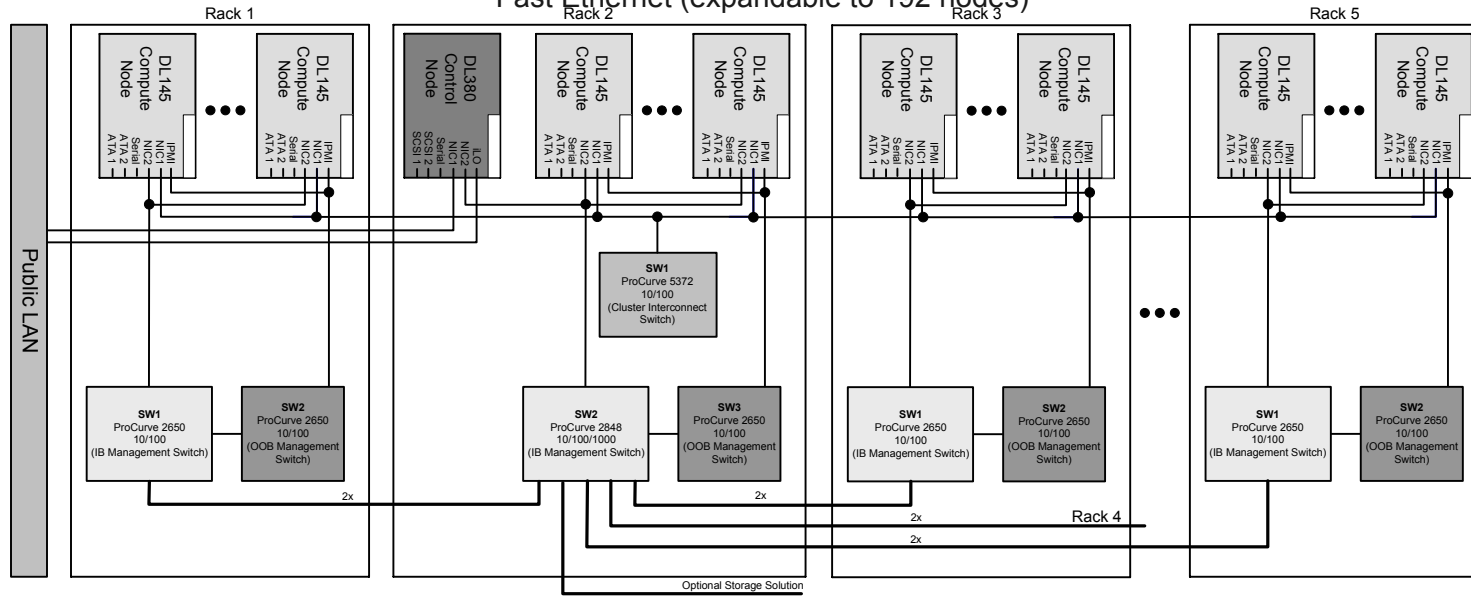 Fast Ethernet (expandable to 192 nodes)
Rack 1
Rack 2
Rack 3
Rack 5
Public LAN
DL145
Compute
Node
IPMI
NIC1
NIC2
Serial
ATA 2
ATA 1
DL145
Compute
Node
IPMI
NIC1
NIC2
Serial
ATA 2
ATA 1
DL380
Control
Node
iLO
NIC2
NIC1
Serial
SCSI 2
SCSI 1
DL145
Compute
Node
IPMI
NIC1
NIC2
Serial
ATA 2
ATA 1
DL145
Compute
Node
IPMI
NIC1
NIC2
Serial
ATA 2
ATA 1
DL145
Compute
Node
IPMI
NIC1
NIC2
Serial
ATA 2
ATA 1
DL145
Compute
Node
IPMI
NIC1
NIC2
Serial
ATA 2
ATA 1
DL145
Compute
Node
IPMI
NIC1
NIC2
Serial
ATA 2
ATA 1
DL145
Compute
Node
IPMI
NIC1
NIC2
Serial
ATA 2
ATA 1
SW1
ProCurve 5372
10/100
(Cluster Interconnect
Switch)
SW1
ProCurve 2650
10/100
(IB Management Switch)
SW2
ProCurve 2650
10/100
(OOB Management
Switch)
SW2
ProCurve 2848
10/100/1000
(IB Management Switch)
SW3
ProCurve 2650
10/100
(OOB Management
Switch)
SW1
ProCurve 2650
10/100
(IB Management Switch)
SW2
ProCurve 2650
10/100
(OOB Management
Switch)
SW1
ProCurve 2650
10/100
(IB Management Switch)
SW2
ProCurve 2650
10/100
(OOB Management
Switch)
2x
2x
2x
Rack 4
2x
Optional Storage Solution